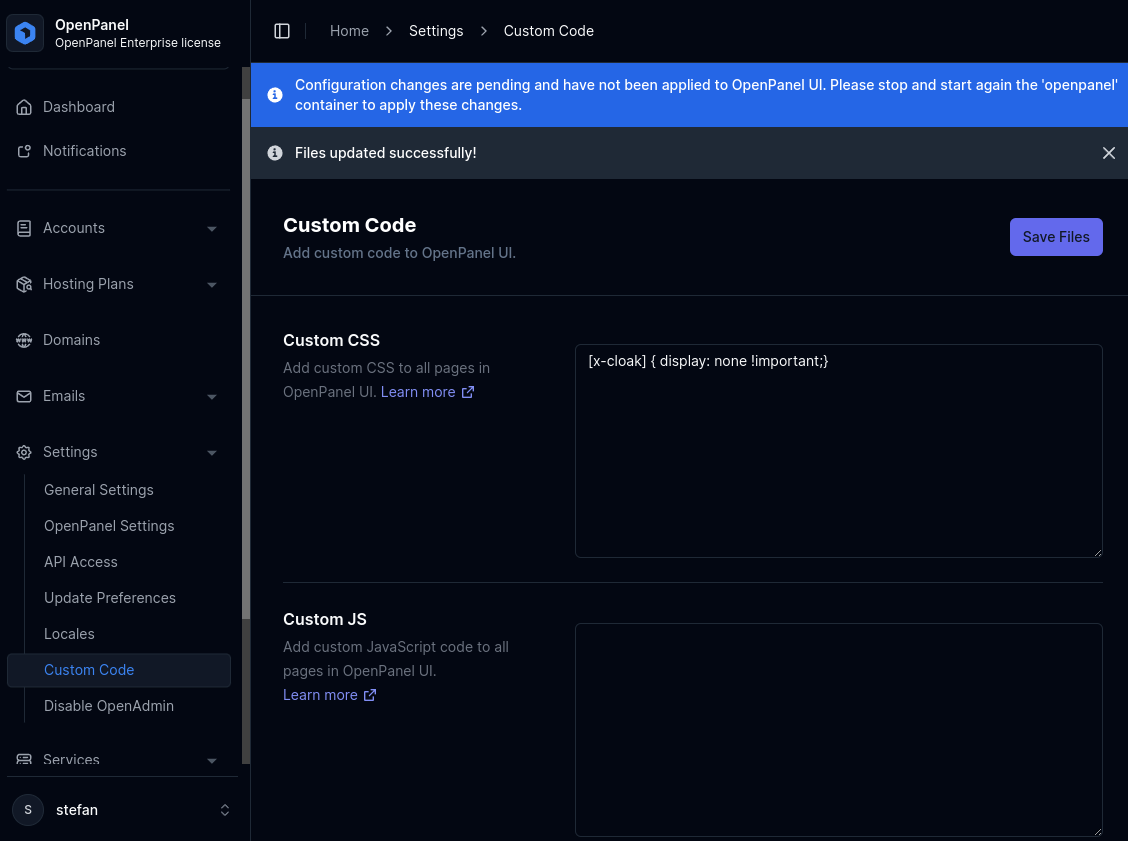 OpenPanel
OpenPanel Enterprise license
Dashboard
Notifications
Accounts
Hosting Plans
Domains
Emails
Settings
General Settings
OpenPanel Settings
API Access
Update Preferences
Locales
Custom Code
Disable OpenAdmin
Services
S
stefan
Home
Settings
Custom Code
Configuration changes are pending and have not been applied to OpenPanel UI. Please stop and start again the 'openpanel'
container to apply these changes.
Files updated successfully!
Custom Code
Add custom code to OpenPanel UI.
Save Files
Custom CSS
Add custom CSS to all pages in
OpenPanel UI. Learn more
[x-cloak] { display: none !important;}
Custom JS
Add custom JavaScript code to all
pages in OpenPanel UI.
Learn more